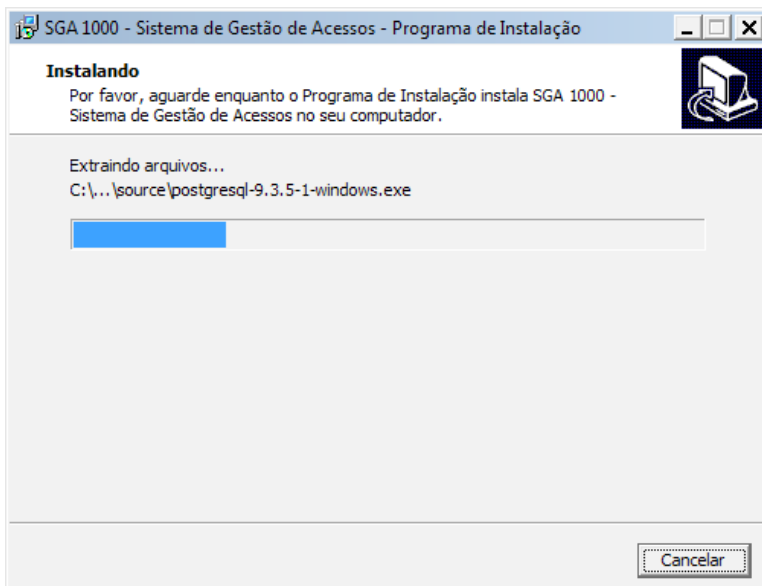 SGA 1000 - Sistema de Gestão de Acessos - Programa de Instalação
Instalando
Por favor, aguarde enquanto o Programa de Instalação instala SGA 1000 -
Sistema de Gestão de Acessos no seu computador.
Extraindo arquivos...
C:\...\source\postgresql-9.3.5-1-windows.exe
Cancelar